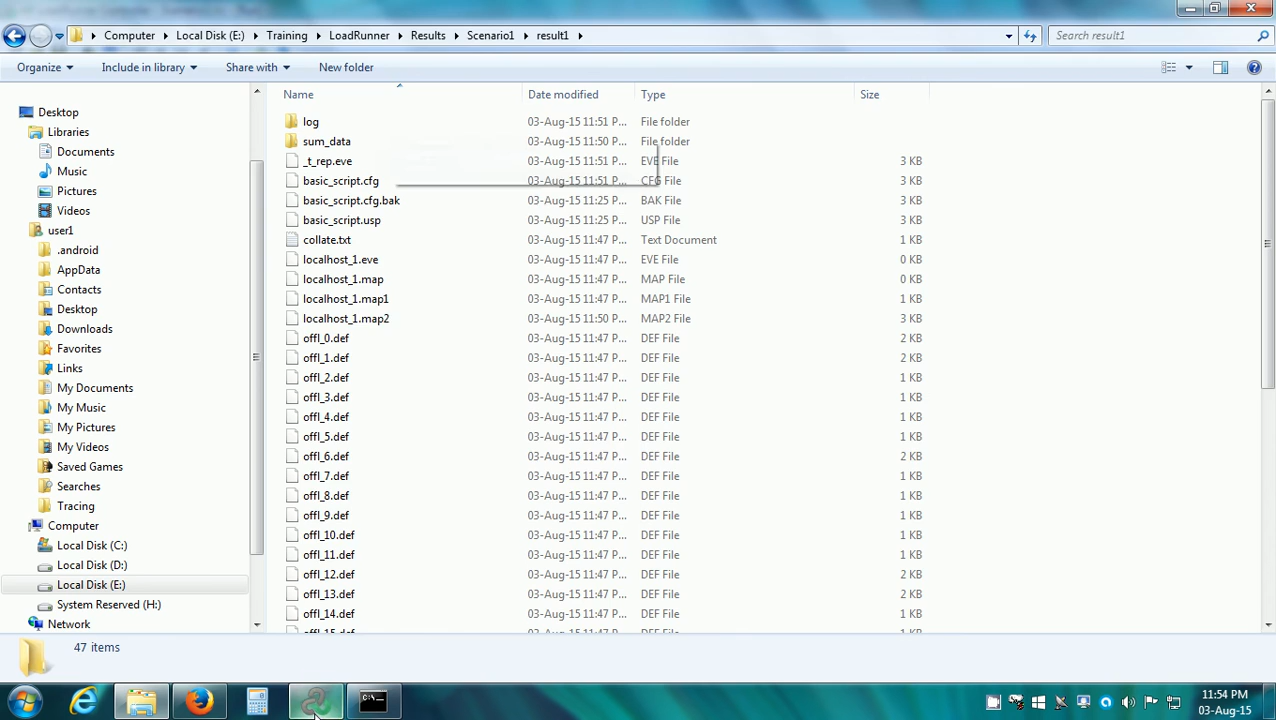 Computer ▸ Local Disk (E:) ▸ Training ▸ LoadRunner ▸ Results ▸ Scenario1 ▸ result1 ▸ Search result1
Organize Include in library Share with New folder
Name Date modified Type Size
Desktop
Libraries
Documents
Music
Pictures
Videos
user1
.android
AppData
Contacts
Desktop
Downloads
Favorites
Links
My Documents
My Music
My Pictures
My Videos
Saved Games
Searches
Tracing
Computer
Local Disk (C:)
Local Disk (D:)
Local Disk (E:)
System Reserved (H:)
Network
log 03-Aug-15 11:51 P... File folder
sum_data 03-Aug-15 11:50 P... File folder
_t_rep.eve 03-Aug-15 11:51 P... EVE File 3 KB
basic_script.cfg 03-Aug-15 11:51 P... CFG File 3 KB
basic_script.cfg.bak 03-Aug-15 11:25 P... BAK File 3 KB
basic_script.usp 03-Aug-15 11:25 P... USP File 3 KB
collate.txt 03-Aug-15 11:47 P... Text Document 1 KB
localhost_1.eve 03-Aug-15 11:47 P... EVE File 0 KB
localhost_1.map 03-Aug-15 11:47 P... MAP File 0 KB
localhost_1.map1 03-Aug-15 11:47 P... MAP1 File 1 KB
localhost_1.map2 03-Aug-15 11:50 P... MAP2 File 3 KB
offl_0.def 03-Aug-15 11:47 P... DEF File 2 KB
offl_1.def 03-Aug-15 11:47 P... DEF File 2 KB
offl_2.def 03-Aug-15 11:47 P... DEF File 1 KB
offl_3.def 03-Aug-15 11:47 P... DEF File 1 KB
offl_4.def 03-Aug-15 11:47 P... DEF File 1 KB
offl_5.def 03-Aug-15 11:47 P... DEF File 1 KB
offl_6.def 03-Aug-15 11:47 P... DEF File 2 KB
offl_7.def 03-Aug-15 11:47 P... DEF File 1 KB
offl_8.def 03-Aug-15 11:47 P... DEF File 1 KB
offl_9.def 03-Aug-15 11:47 P... DEF File 1 KB
offl_10.def 03-Aug-15 11:47 P... DEF File 1 KB
offl_11.def 03-Aug-15 11:47 P... DEF File 1 KB
offl_12.def 03-Aug-15 11:47 P... DEF File 2 KB
offl_13.def 03-Aug-15 11:47 P... DEF File 2 KB
offl_14.def 03-Aug-15 11:47 P... DEF File 1 KB
offl_15.def 03-Aug-15 11:47 P... DEF File 1 KB
47 items
11:54 PM
03-Aug-15